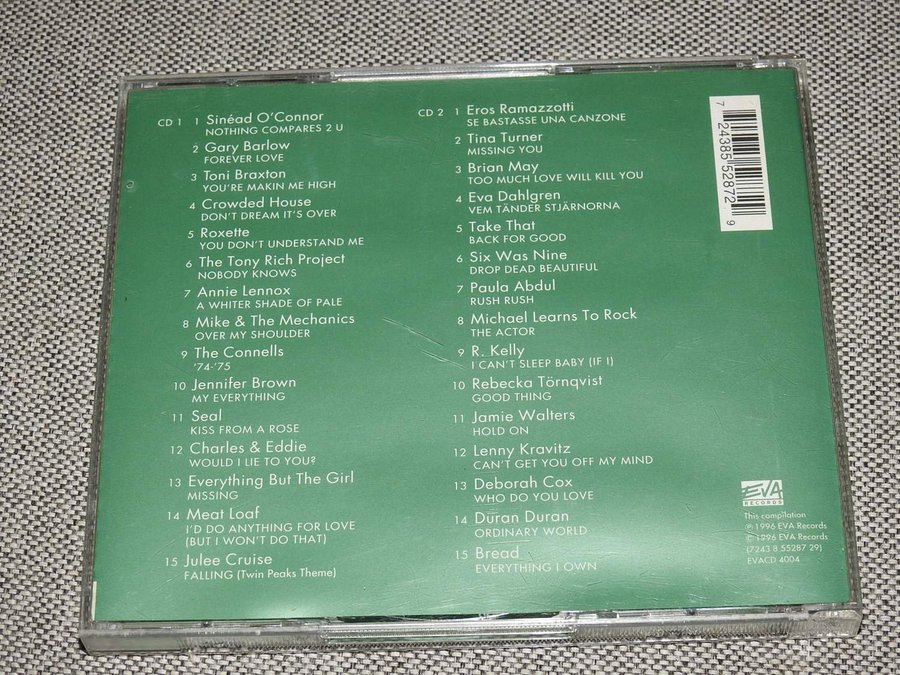 CD 1 1 Sinéad O'Connor
NOTHING COMPARES 2 U
2 Gary Barlow
FOREVER LOVE
3 Toni Braxton
YOU'RE MAKIN ME HIGH
4 Crowded House
DON'T DREAM IT'S OVER
5 Roxette
YOU DON'T UNDERSTAND ME
6 The Tony Rich Project
NOBODY KNOWS
7 Annie Lennox
A WHITER SHADE OF PALE
8 Mike & The Mechanics
OVER MY SHOULDER
9 The Connells
'74-'75
10 Jennifer Brown
MY EVERYTHING
11 Seal
KISS FROM A ROSE
12 Charles & Eddie
WOULD I LIE TO YOU?
13 Everything But The Girl
MISSING
14 Meat Loaf
I'D DO ANYTHING FOR LOVE
(BUT I WON'T DO THAT)
15 Julee Cruise
FALLING (Twin Peaks Theme)
CD 2 1 Eros Ramazzotti
SE BASTASSE UNA CANZONE
2 Tina Turner
MISSING YOU
3 Brian May
TOO MUCH LOVE WILL KILL YOU
4 Eva Dahlgren
VEM TÄNDER STJÄRNORNA
5 Take That
BACK FOR GOOD
6 Six Was Nine
DROP DEAD BEAUTIFUL
7 Paula Abdul
RUSH RUSH
8 Michael Learns To Rock
THE ACTOR
9 R. Kelly
I CAN'T SLEEP BABY (IF I)
10 Rebecka Törnqvist
GOOD THING
11 Jamie Walters
HOLD ON
12 Lenny Kravitz
CAN'T GET YOU OFF MY MIND
13 Deborah Cox
WHO DO YOU LOVE
14 Duran Duran
ORDINARY WORLD
15 Bread
EVERYTHING I OWN
7 24385 52872 9
EVA
RECORDS
This compilation
℗ 1996 EVA Records
© 1996 EVA Records
(7243 8 55287 29)
EVACD 4004